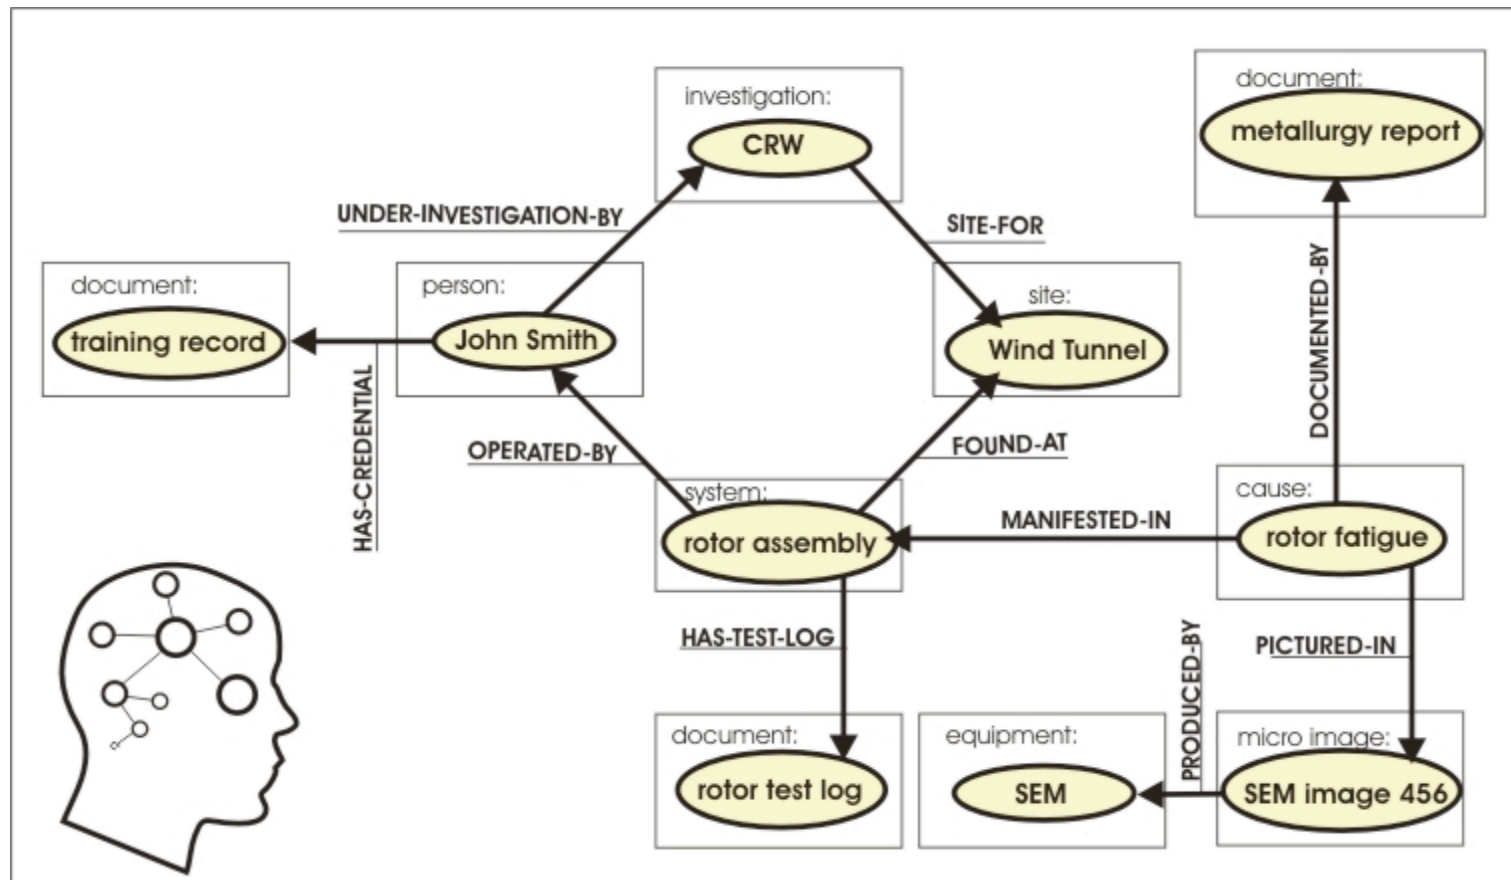 document:
metallurgy report
investigation:
CRW
UNDER-INVESTIGATION-BY
SITE-FOR
DOCUMENTED-BY
document:
training record
person:
John Smith
site:
Wind Tunnel
HAS-CREDENTIAL
OPERATED-BY
FOUND-AT
system:
rotor assembly
MANIFESTED-IN
cause:
rotor fatigue
HAS-TEST-LOG
PRODUCED-BY
PICTURED-IN
document:
rotor test log
equipment:
SEM
micro image:
SEM image 456